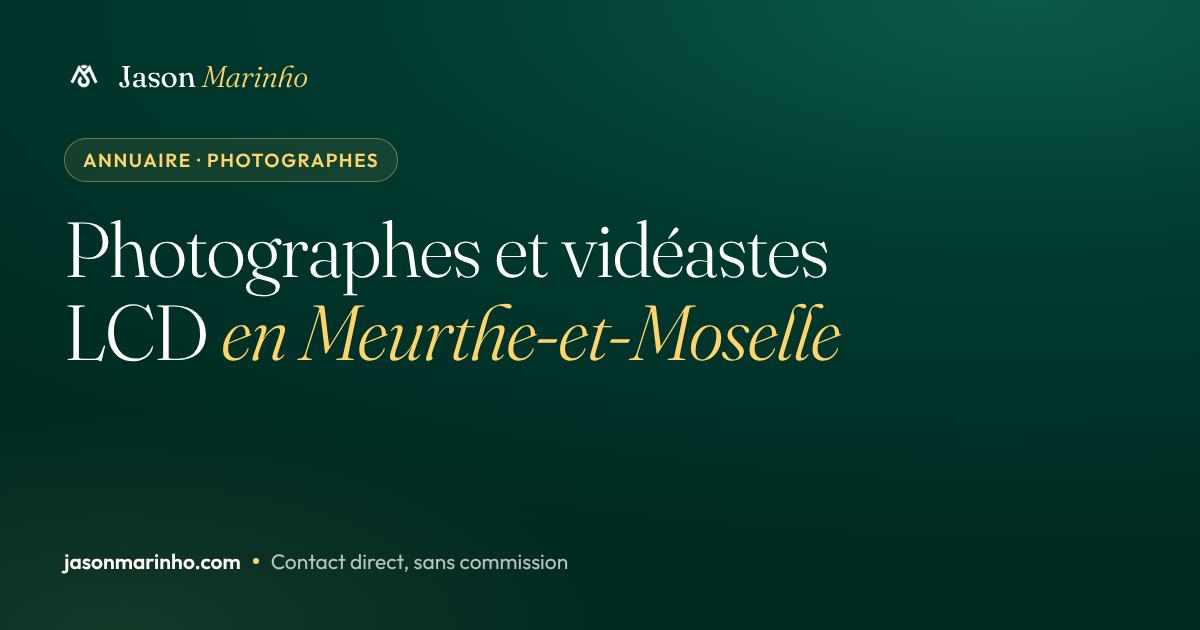 Jason Marinho
ANNUAIRE · PHOTOGRAPHES
Photographes et vidéastes
LCD en Meurthe-et-Moselle
jasonmarinho.com • Contact direct, sans commission